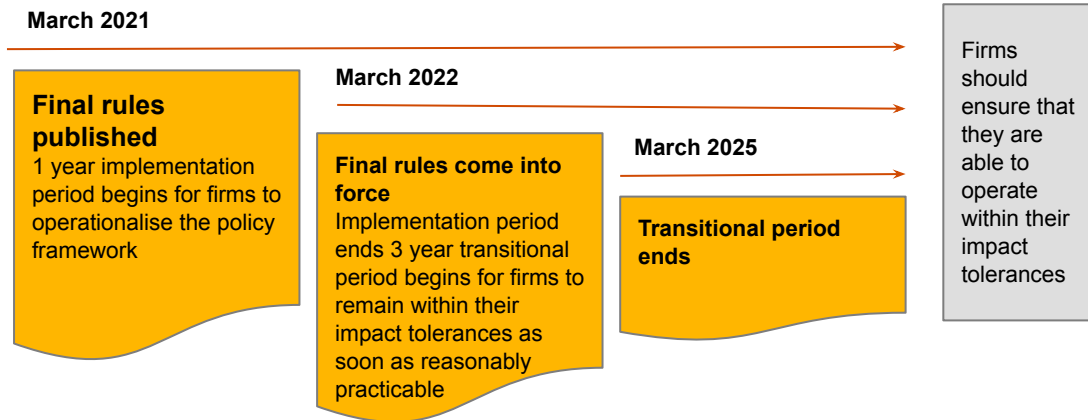 March 2021
Final rules
published
1 year implementation
period begins for firms to
operationalise the policy
framework
March 2022
Final rules come into
force
Implementation period
ends 3 year transitional
period begins for firms to
remain within their
impact tolerances as
soon as reasonably
practicable
March 2025
Transitional period
ends
Firms
should
ensure that
they are
able to
operate
within their
impact
tolerances